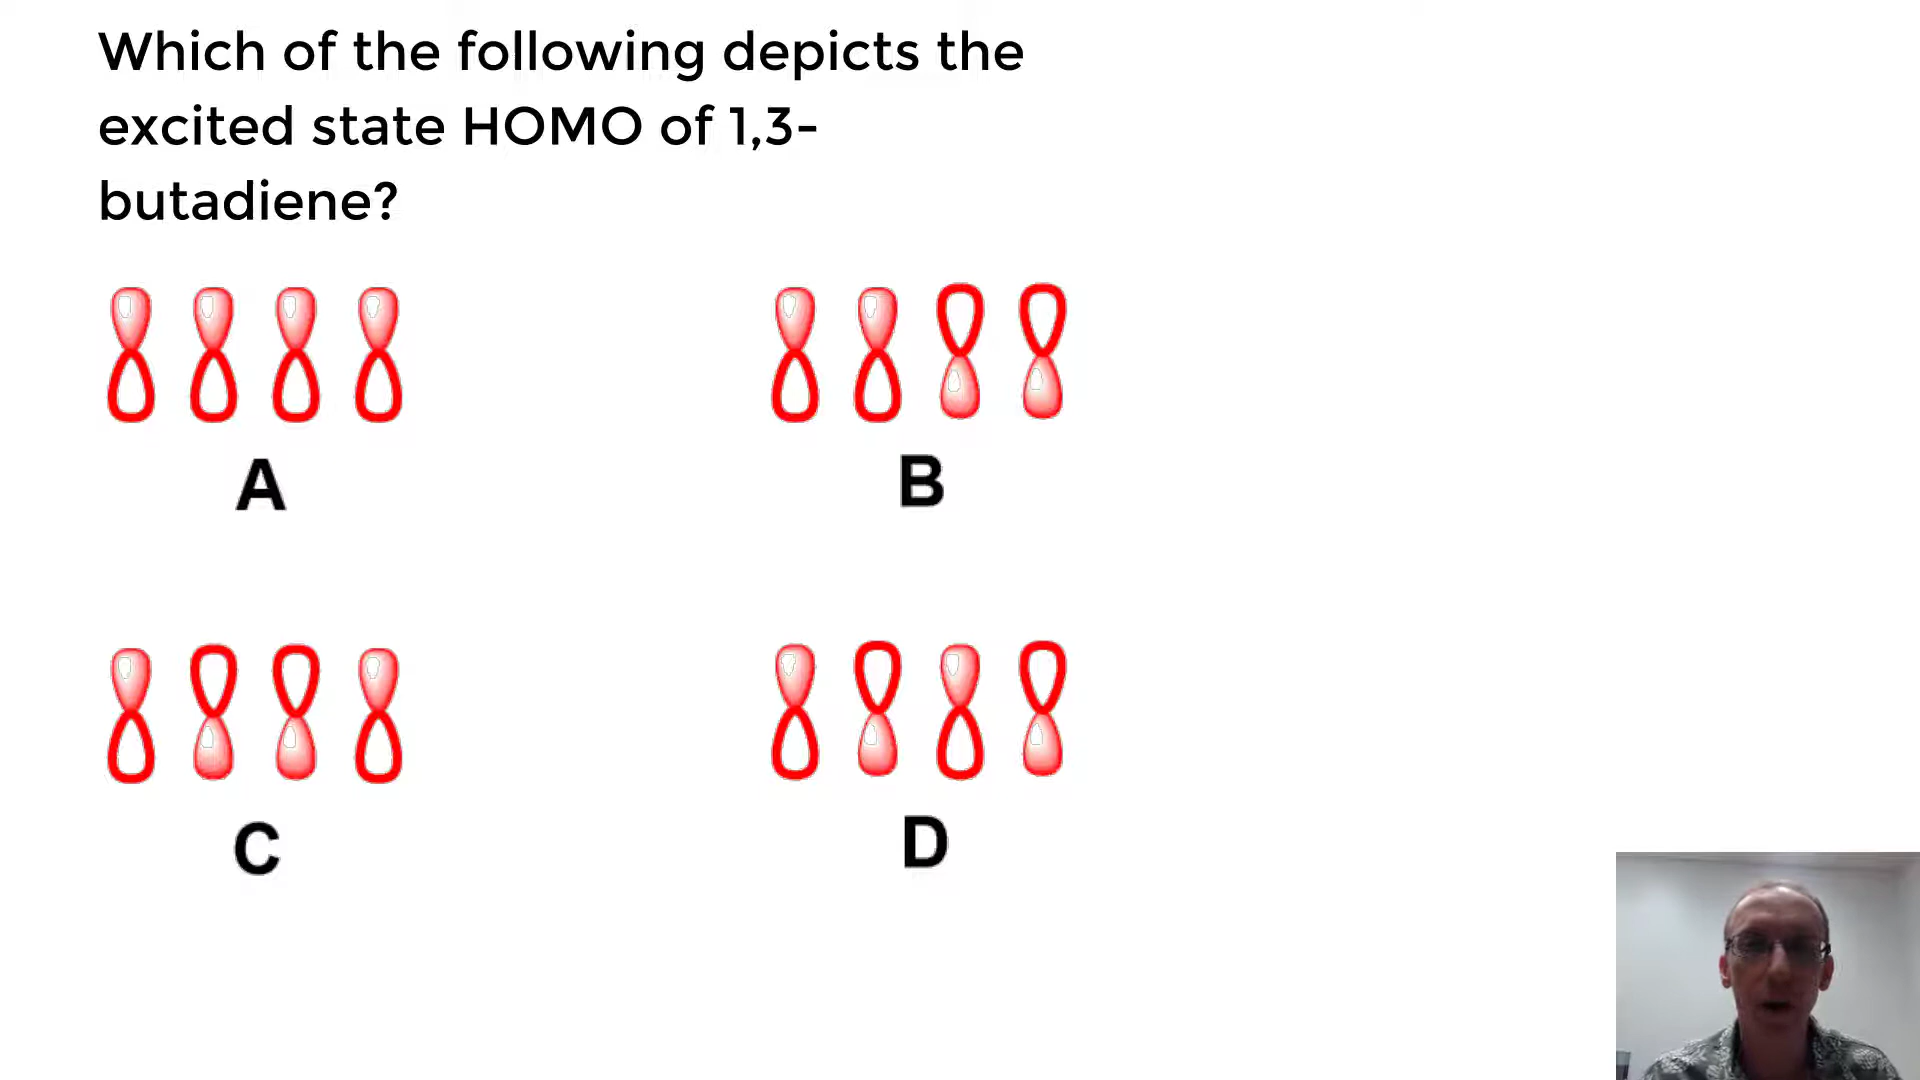 Which of the following depicts the
excited state HOMO of 1,3-
butadiene?
A
B
C
D